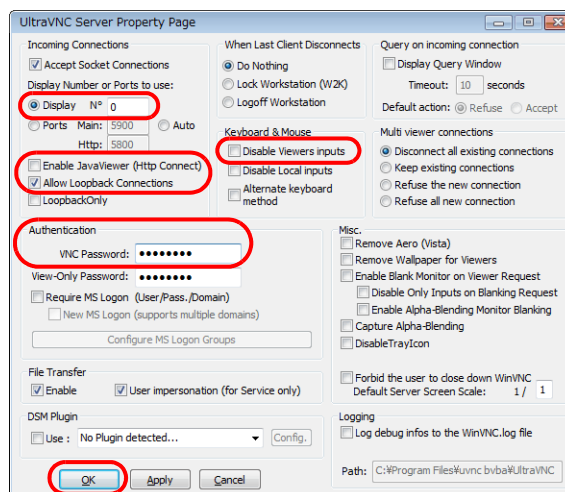 UltraVNC Server Property Page
Incoming Connections
Accept Socket Connections
Display Number or Ports to use:
Display N° 0
Ports Main: 5900 Auto
Http: 5800
Enable JavaViewer (Http Connect)
Allow Loopback Connections
LoopbackOnly
When Last Client Disconnects
Do Nothing
Lock Workstation (W2K)
Logoff Workstation
Keyboard & Mouse
Disable Viewers inputs
Disable Local inputs
Alternate keyboard
method
Query on incoming connection
Display Query Window
Timeout: 10 seconds
Default action: Refuse Accept
Multi viewer connections
Disconnect all existing connections
Keep existing connections
Refuse the new connection
Refuse all new connection
Authentication
VNC Password: ●●●●●●●●
View-Only Password: ●●●●●●●●
Require MS Logon (User/Pass./Domain)
New MS Logon (supports multiple domains)
Configure MS Logon Groups
Misc.
Remove Aero (Vista)
Remove Wallpaper for Viewers
Enable Blank Monitor on Viewer Request
Disable Only Inputs on Blanking Request
Enable Alpha-Blending Monitor Blanking
Capture Alpha-Blending
DisableTrayIcon
Forbid the user to close down WinVNC
Default Server Screen Scale: 1 / 1
File Transfer
Enable User impersonation (for Service only)
DSM Plugin
Use : No Plugin detected... Config.
Logging
Log debug infos to the WinVNC.log file
Path: C:¥Program Files¥uvnc bvba¥UltraVNC
OK Apply Cancel